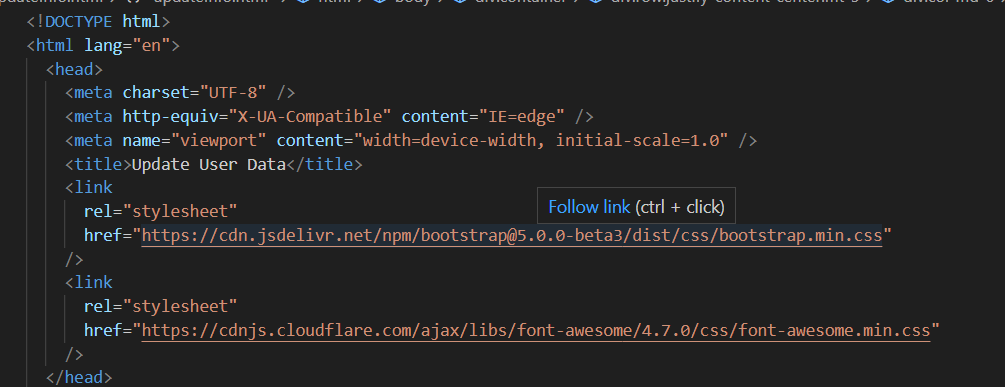 <!DOCTYPE html>
<html lang="en">
<head>
<meta charset="UTF-8" />
<meta http-equiv="X-UA-Compatible" content="IE=edge" />
<meta name="viewport" content="width=device-width, initial-scale=1.0" />
<title>Update User Data</title>
<link
Follow link (ctrl + click)
rel="stylesheet"
href="https://cdn.jsdelivr.net/npm/bootstrap@5.0.0-beta3/dist/css/bootstrap.min.css"
/>
<link
rel="stylesheet"
href="https://cdnjs.cloudflare.com/ajax/libs/font-awesome/4.7.0/css/font-awesome.min.css"
/>
</head>